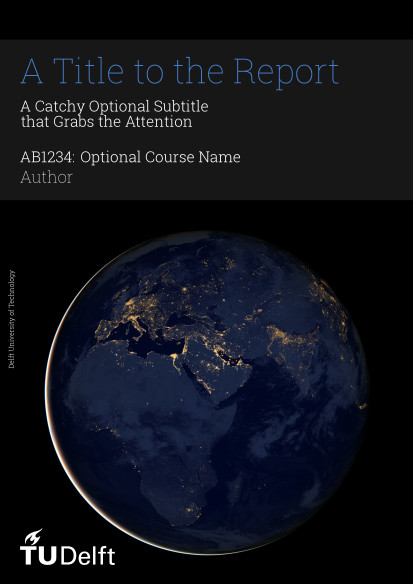 A Title to the Report
A Catchy Optional Subtitle
that Grabs the Attention
AB1234: Optional Course Name
Author
Delft University of Technology
TUDelft